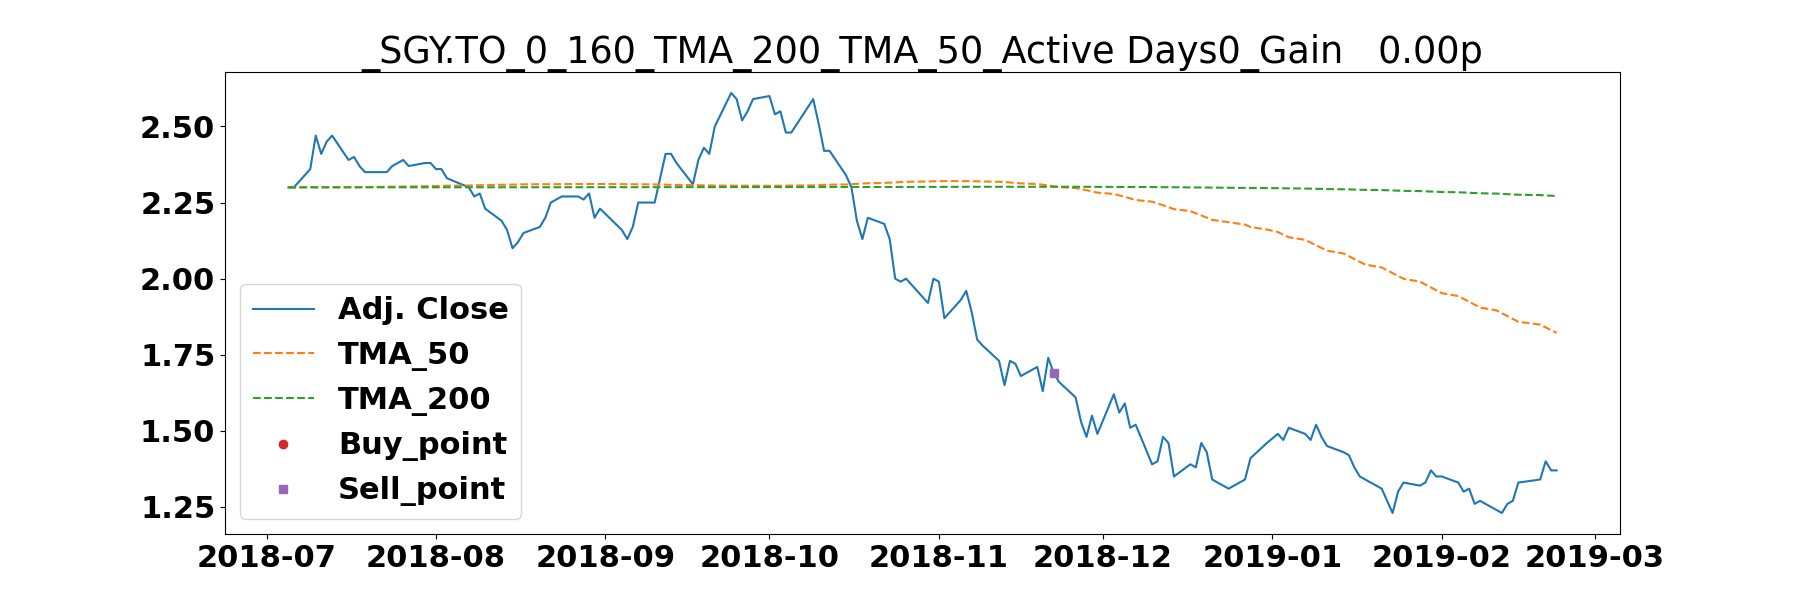 _SGY.TO_0_160_TMA_200_TMA_50_Active Days0_Gain   0.00p
2.50
2.25
2.00
1.75
1.50
1.25
Adj. Close
TMA_50
TMA_200
Buy_point
Sell_point
2018-07 2018-08 2018-09 2018-10 2018-11 2018-12 2019-01 2019-02 2019-03